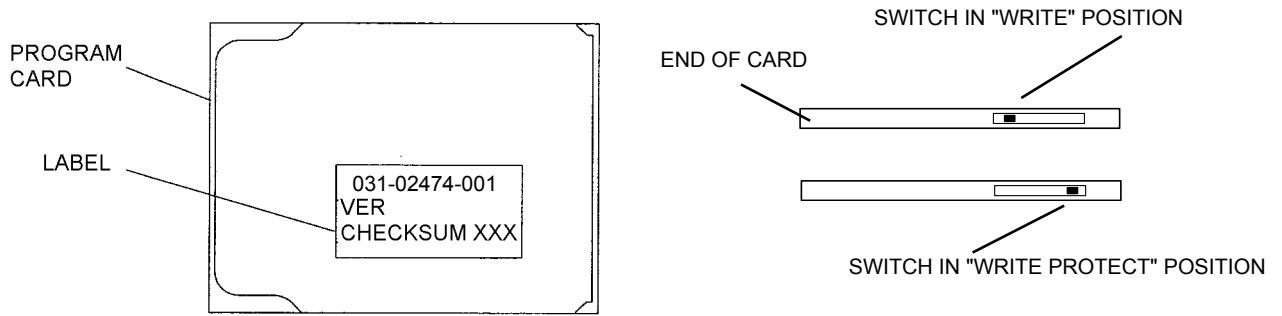 PROGRAM
CARD
LABEL
031-02474-001
VER
CHECKSUM XXX
SWITCH IN "WRITE" POSITION
END OF CARD
SWITCH IN "WRITE PROTECT" POSITION